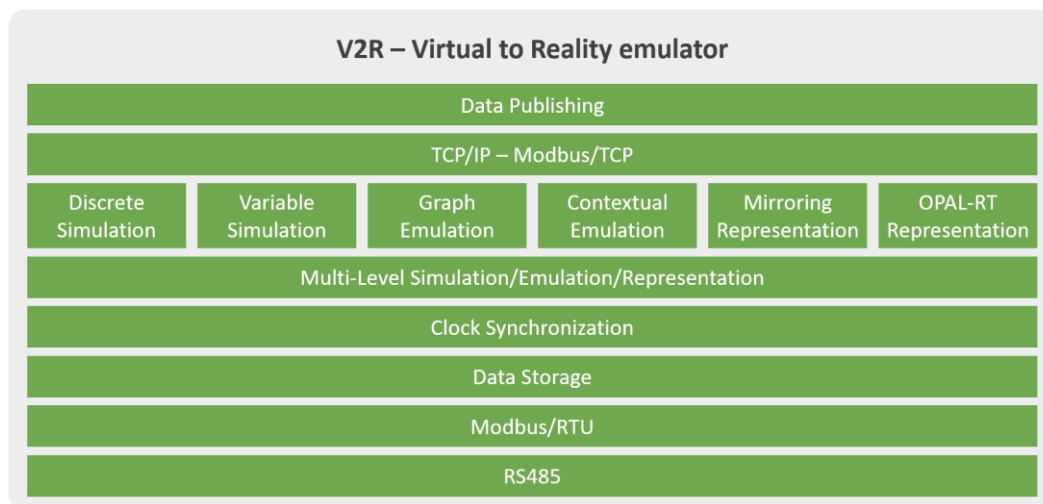 V2R – Virtual to Reality emulator
Data Publishing
TCP/IP – Modbus/TCP
Discrete
Simulation
Variable
Simulation
Graph
Emulation
Contextual
Emulation
Mirroring
Representation
OPAL-RT
Representation
Multi-Level Simulation/Emulation/Representation
Clock Synchronization
Data Storage
Modbus/RTU
RS485